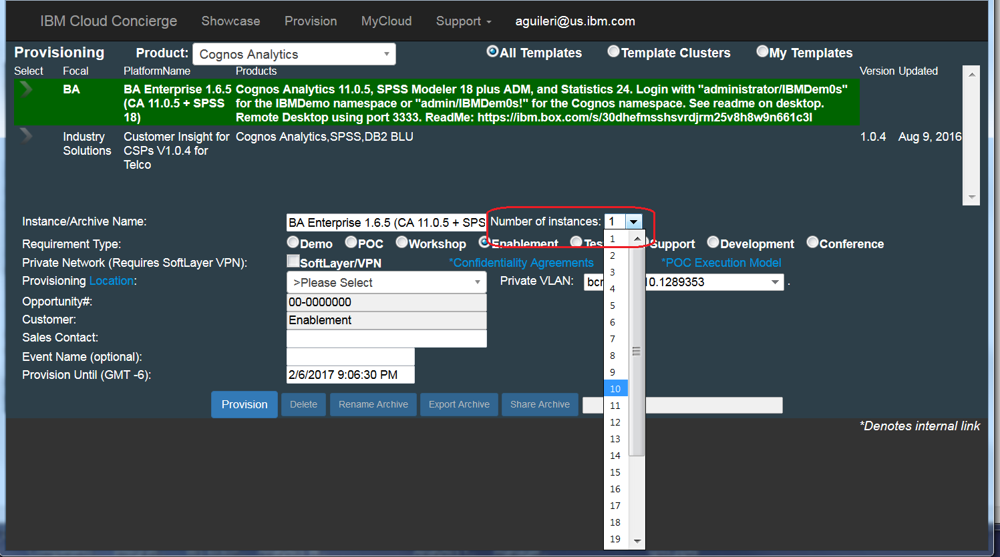 IBM Cloud Concierge Showcase Provision MyCloud Support aguileri@us.ibm.com
Provisioning Product: Cognos Analytics All Templates Template Clusters My Templates
Select Focal PlatformName Products Version Updated
BA BA Enterprise 1.6.5 Cognos Analytics 11.0.5, SPSS Modeler 18 plus ADM, and Statistics 24. Login with "administrator/IBMDem0s!"
(CA 11.0.5 + SPSS for the IBMDemo namespace or "admin/IBMDem0s!" for the Cognos namespace. See readme on desktop.
18) Remote Desktop using port 3333. ReadMe: https://ibm.box.com/s/30dhefmsshsvrdjrm25v8h8w9n661c3l
Industry Customer Insight for Cognos Analytics,SPSS,DB2 BLU 1.0.4 Aug 9, 2016
Solutions CSPs V1.0.4 for
Telco
Instance/Archive Name: BA Enterprise 1.6.5 (CA 11.0.5 + SPS Number of instances: 1
Requirement Type: Demo POC Workshop Enablement Tes Support Development Conference
Private Network (Requires SoftLayer VPN): SoftLayer/VPN *Confidentiality Agreements *POC Execution Model
Provisioning Location: >Please Select Private VLAN: bcr 10.1289353 .
Opportunity#: 00-0000000
Customer: Enablement
Sales Contact:
Event Name (optional):
Provision Until (GMT -6): 2/6/2017 9:06:30 PM
Provision Delete Rename Archive Export Archive Share Archive
1
2
3
4
5
6
7
8
9
10
11
12
13
14
15
16
17
18
19
*Denotes internal link